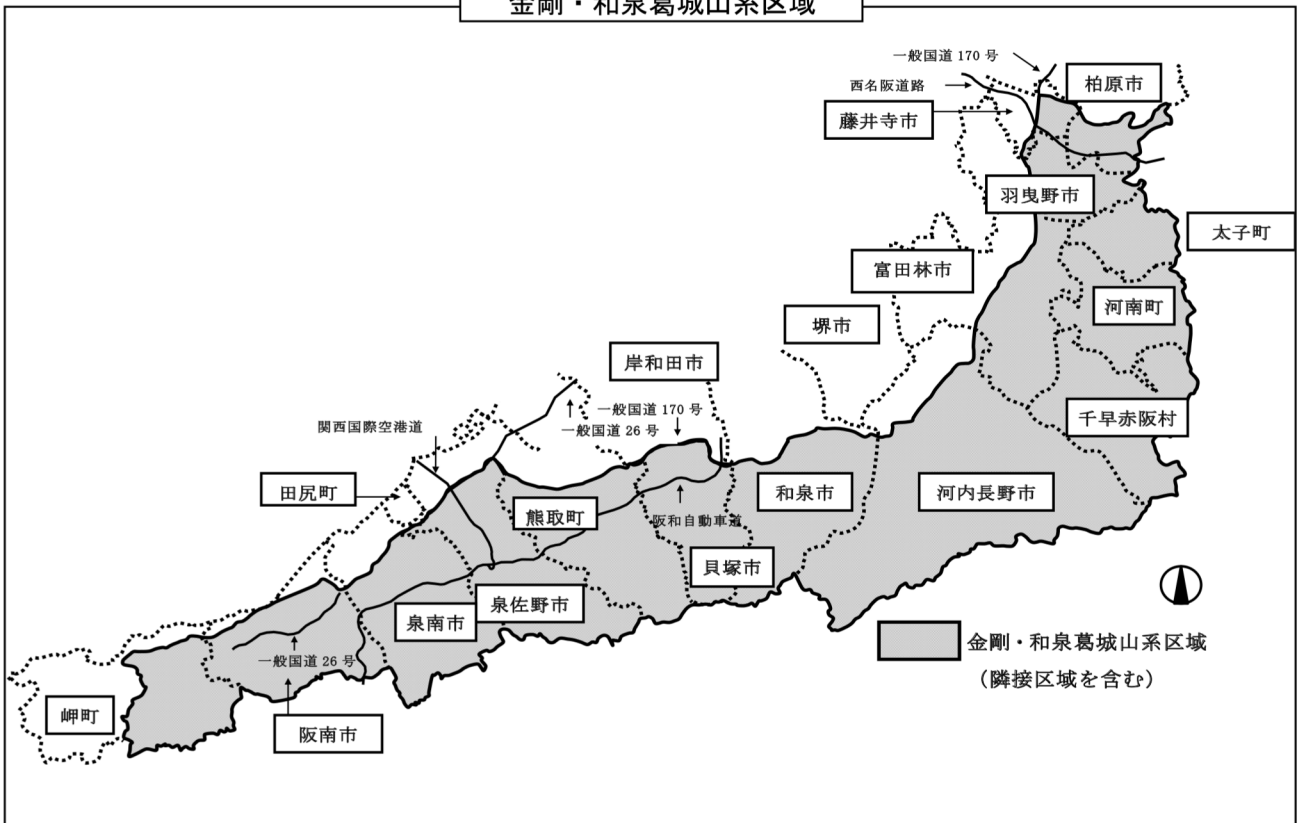 金剛・和泉葛城山系区域
一般国道 170 号
西名阪道路
柏原市
藤井寺市
羽曳野市
太子町
富田林市
河南町
堺市
岸和田市
一般国道 170 号
一般国道 26 号
千早赤阪村
関西国際空港道
田尻町
熊取町
和泉市
河内長野市
阪和自動車道
貝塚市
泉佐野市
泉南市
金剛・和泉葛城山系区域
（隣接区域を含む）
一般国道 26 号
岬町
阪南市